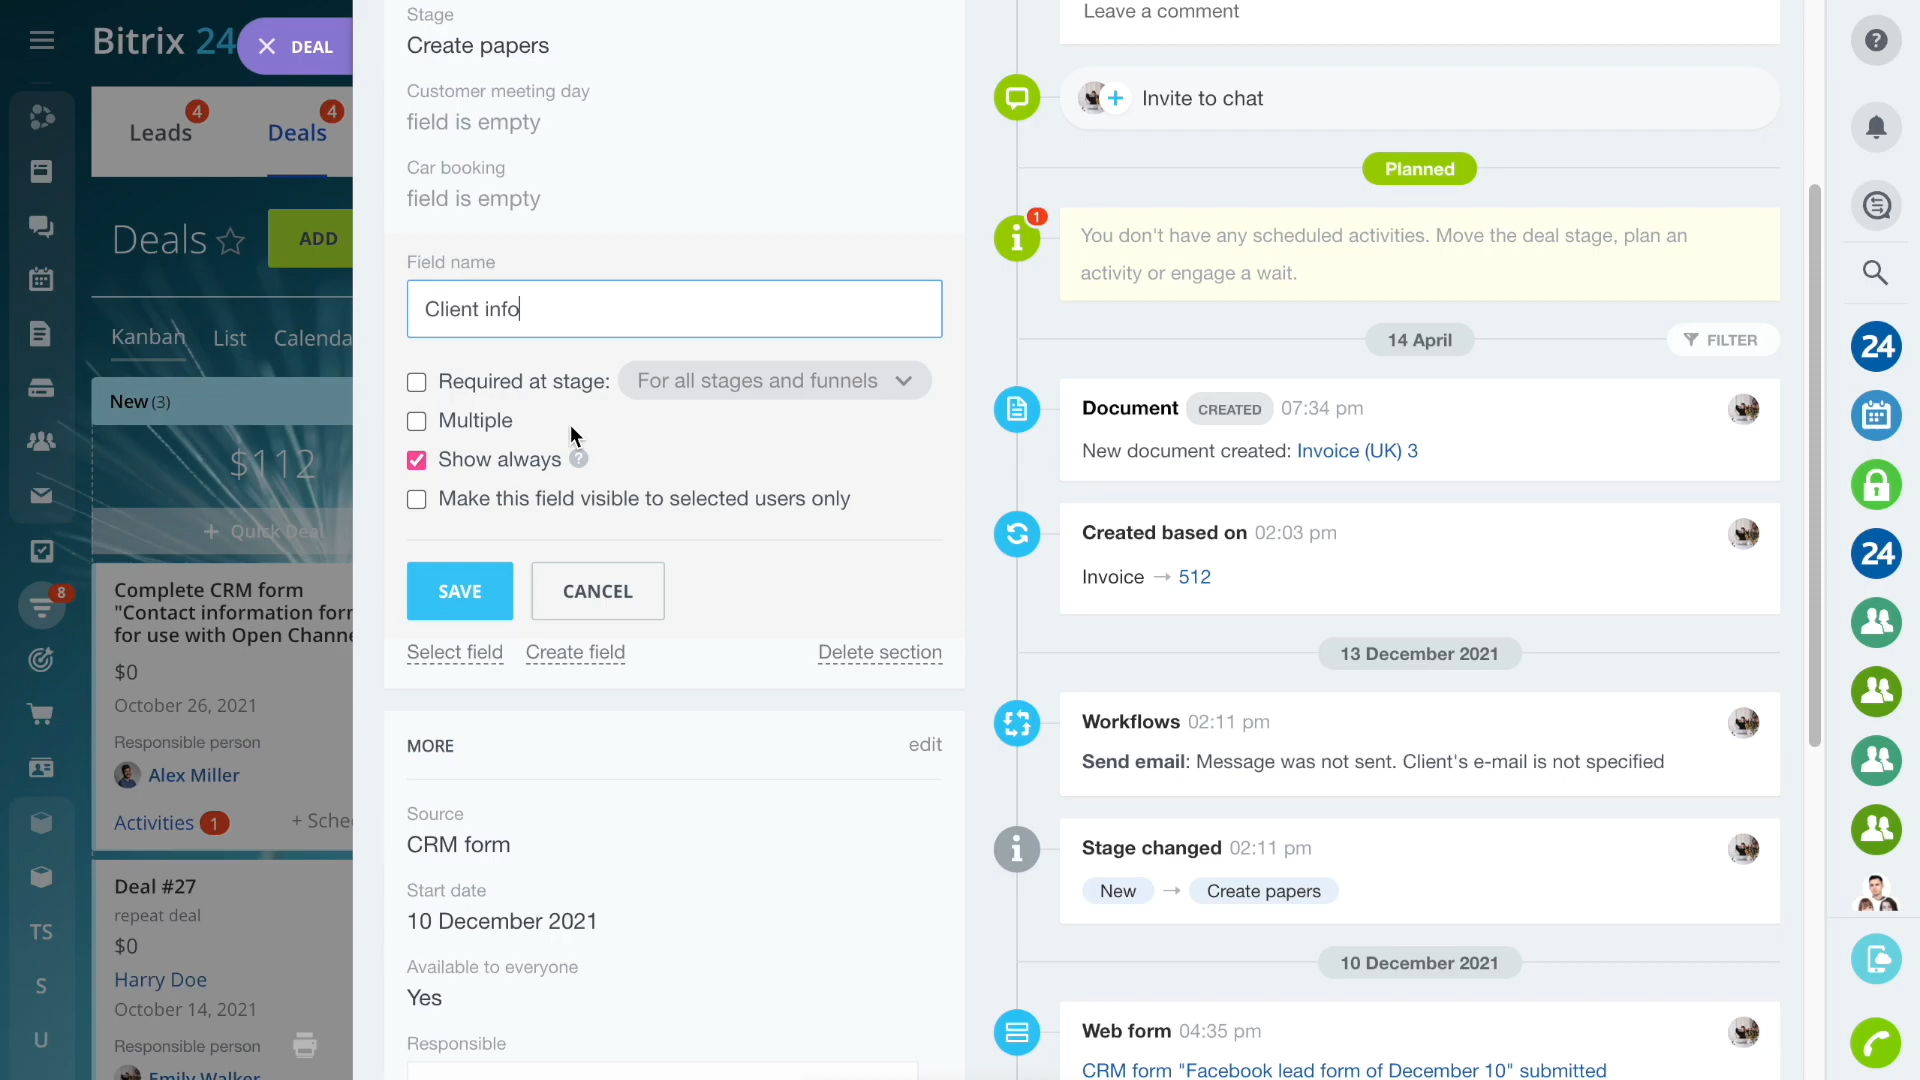 Bitrix 24
DEAL
Leads 4
Deals 4
Deals
ADD
Kanban List Calenda
New (3)
$112
+ Quick Deal
Complete CRM form
"Contact information for
for use with Open Channe
$0
October 26, 2021
Responsible person
Alex Miller
Activities 1 + Sche
Deal #27
repeat deal
$0
Harry Doe
October 14, 2021
Responsible person
Emily Walker
8
TS
S
U
Stage
Create papers
Customer meeting day
field is empty
Car booking
field is empty
Field name
Client info
Required at stage: For all stages and funnels
Multiple
Show always ?
Make this field visible to selected users only
SAVE CANCEL
Select field Create field Delete section
MORE edit
Source
CRM form
Start date
10 December 2021
Available to everyone
Yes
Responsible
Leave a comment
Invite to chat
Planned
1
You don't have any scheduled activities. Move the deal stage, plan an
activity or engage a wait.
14 April FILTER
Document CREATED 07:34 pm
New document created: Invoice (UK) 3
Created based on 02:03 pm
Invoice → 512
13 December 2021
Workflows 02:11 pm
Send email: Message was not sent. Client's e-mail is not specified
Stage changed 02:11 pm
New → Create papers
10 December 2021
Web form 04:35 pm
CRM form "Facebook lead form of December 10" submitted
?
24
24